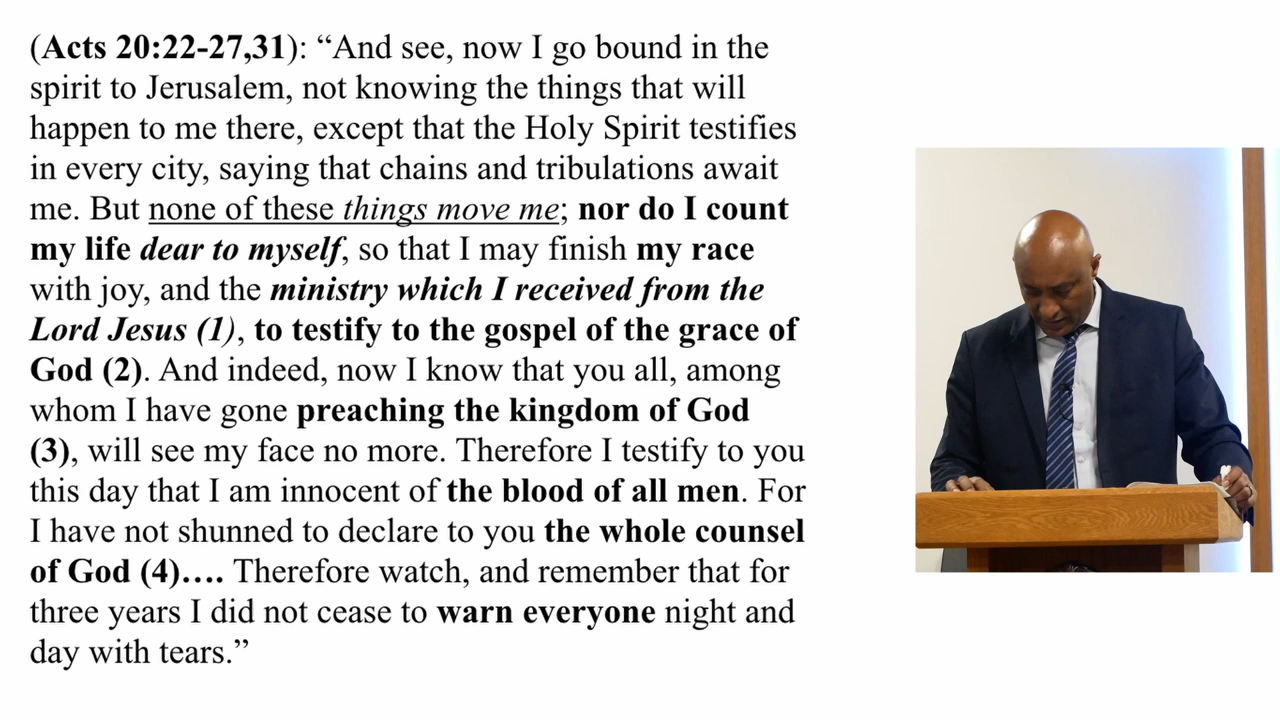 (Acts 20:22-27,31): “And see, now I go bound in the
spirit to Jerusalem, not knowing the things that will
happen to me there, except that the Holy Spirit testifies
in every city, saying that chains and tribulations await
me. But none of these things move me; nor do I count
my life dear to myself, so that I may finish my race
with joy, and the ministry which I received from the
Lord Jesus (1), to testify to the gospel of the grace of
God (2). And indeed, now I know that you all, among
whom I have gone preaching the kingdom of God
(3), will see my face no more. Therefore I testify to you
this day that I am innocent of the blood of all men. For
I have not shunned to declare to you the whole counsel
of God (4)…. Therefore watch, and remember that for
three years I did not cease to warn everyone night and
day with tears.”